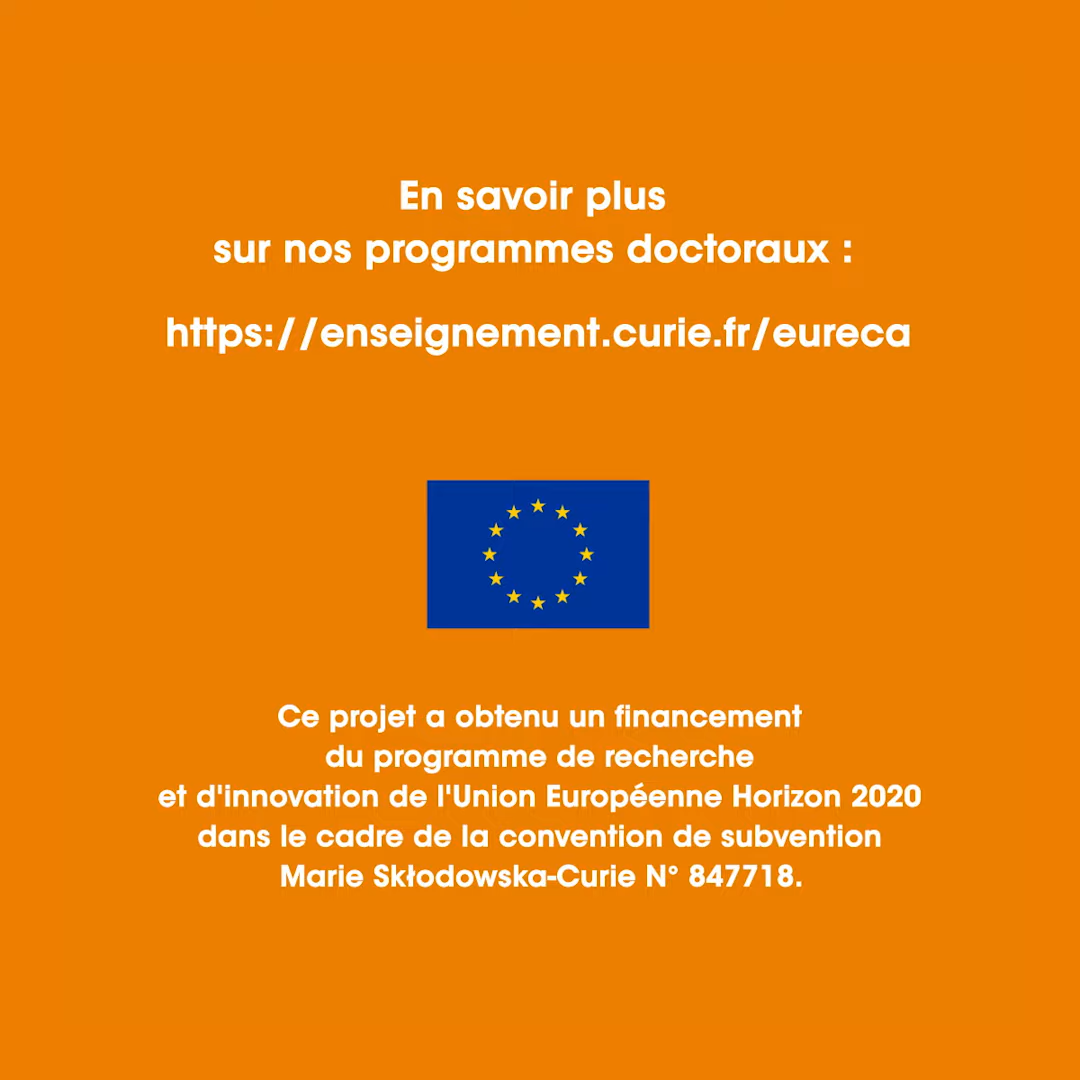 En savoir plus
sur nos programmes doctoraux :
https://enseignement.curie.fr/eureca
Ce projet a obtenu un financement
du programme de recherche
et d'innovation de l'Union Européenne Horizon 2020
dans le cadre de la convention de subvention
Marie Skłodowska-Curie N° 847718.